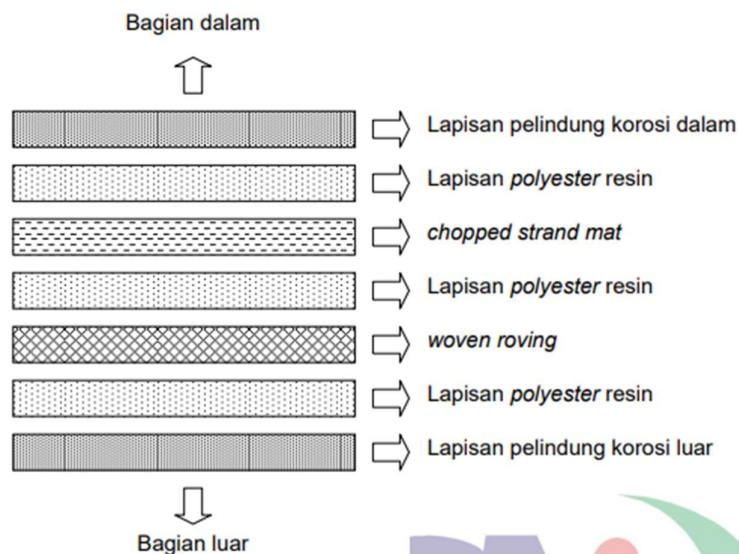 Bagian dalam
Lapisan pelindung korosi dalam
Lapisan polyester resin
chopped strand mat
Lapisan polyester resin
woven roving
Lapisan polyester resin
Lapisan pelindung korosi luar
Bagian luar